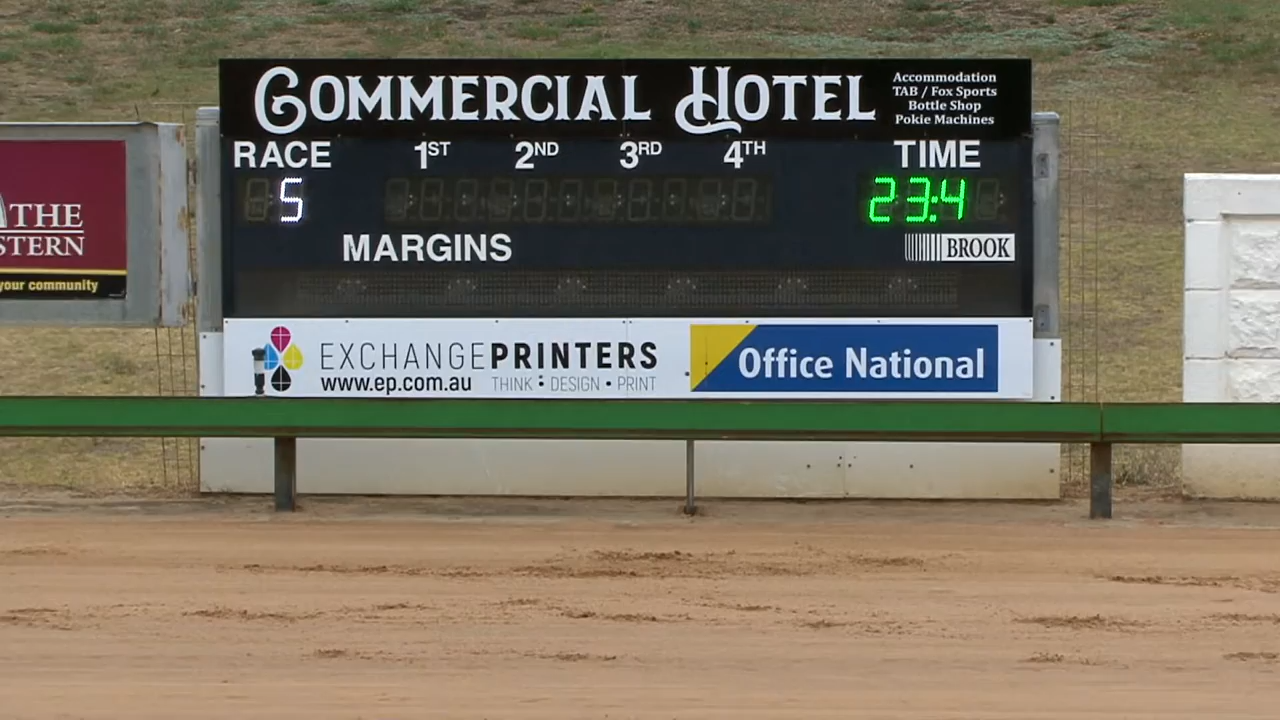 COMMERCIAL HOTEL
Accommodation
TAB / Fox Sports
Bottle Shop
Pokie Machines
RACE 1ST 2ND 3RD 4TH TIME
5 23:4
MARGINS
BROOK
THE
STERN
your community
EXCHANGEPRINTERS
www.ep.com.au THINK : DESIGN • PRINT
Office National